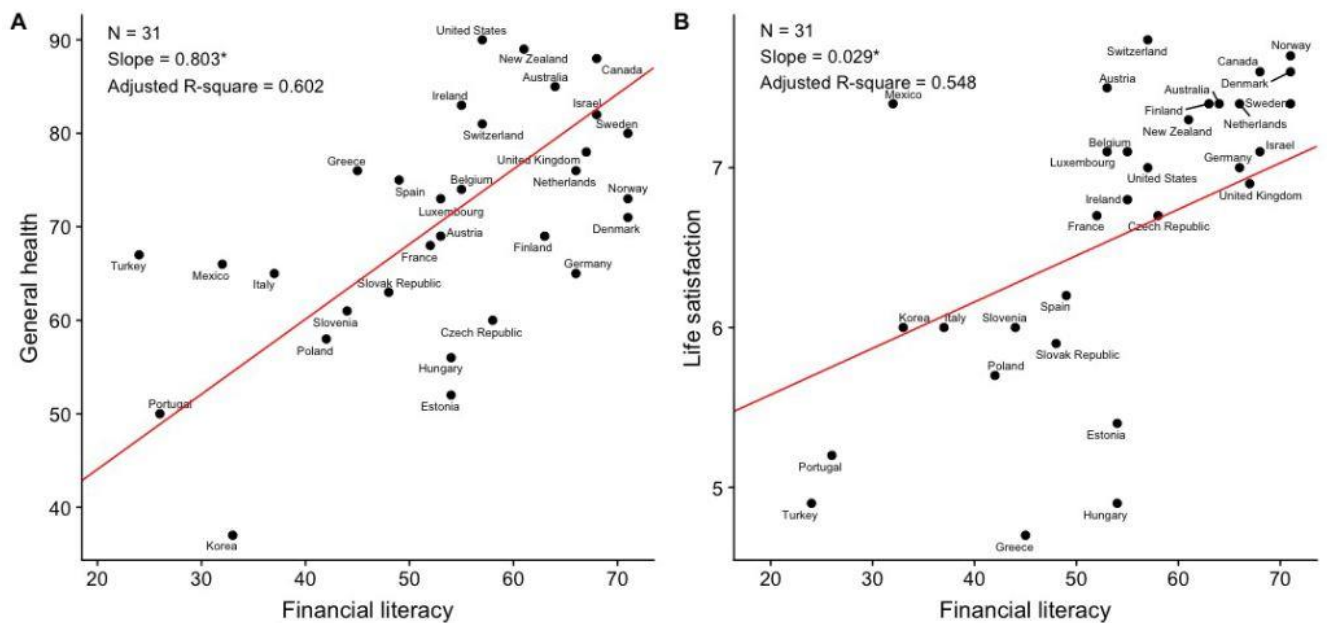 A
N = 31
Slope = 0.803*
Adjusted R-square = 0.602
United States
New Zealand
Canada
Australia
Ireland
Israel
Switzerland
Sweden
Greece
United Kingdom
Belgium
Netherlands
Spain
Norway
Luxembourg
Denmark
Austria
Finland
France
Turkey
Mexico
Italy
Germany
Slovak Republic
Slovenia
Czech Republic
Poland
Hungary
Portugal
Estonia
Korea
90
80
70
60
50
40
General health
20 30 40 50 60 70
Financial literacy
B
N = 31
Slope = 0.029*
Adjusted R-square = 0.548
Switzerland
Norway
Canada
Denmark
Austria
Mexico
Australia
Finland
Sweden
Netherlands
New Zealand
Belgium
Israel
Luxembourg
Germany
United States
United Kingdom
Ireland
France
Czech Republic
Spain
Korea
Italy
Slovenia
Slovak Republic
Poland
Estonia
Portugal
Turkey
Hungary
Greece
7
6
5
Life satisfaction
20 30 40 50 60 70
Financial literacy